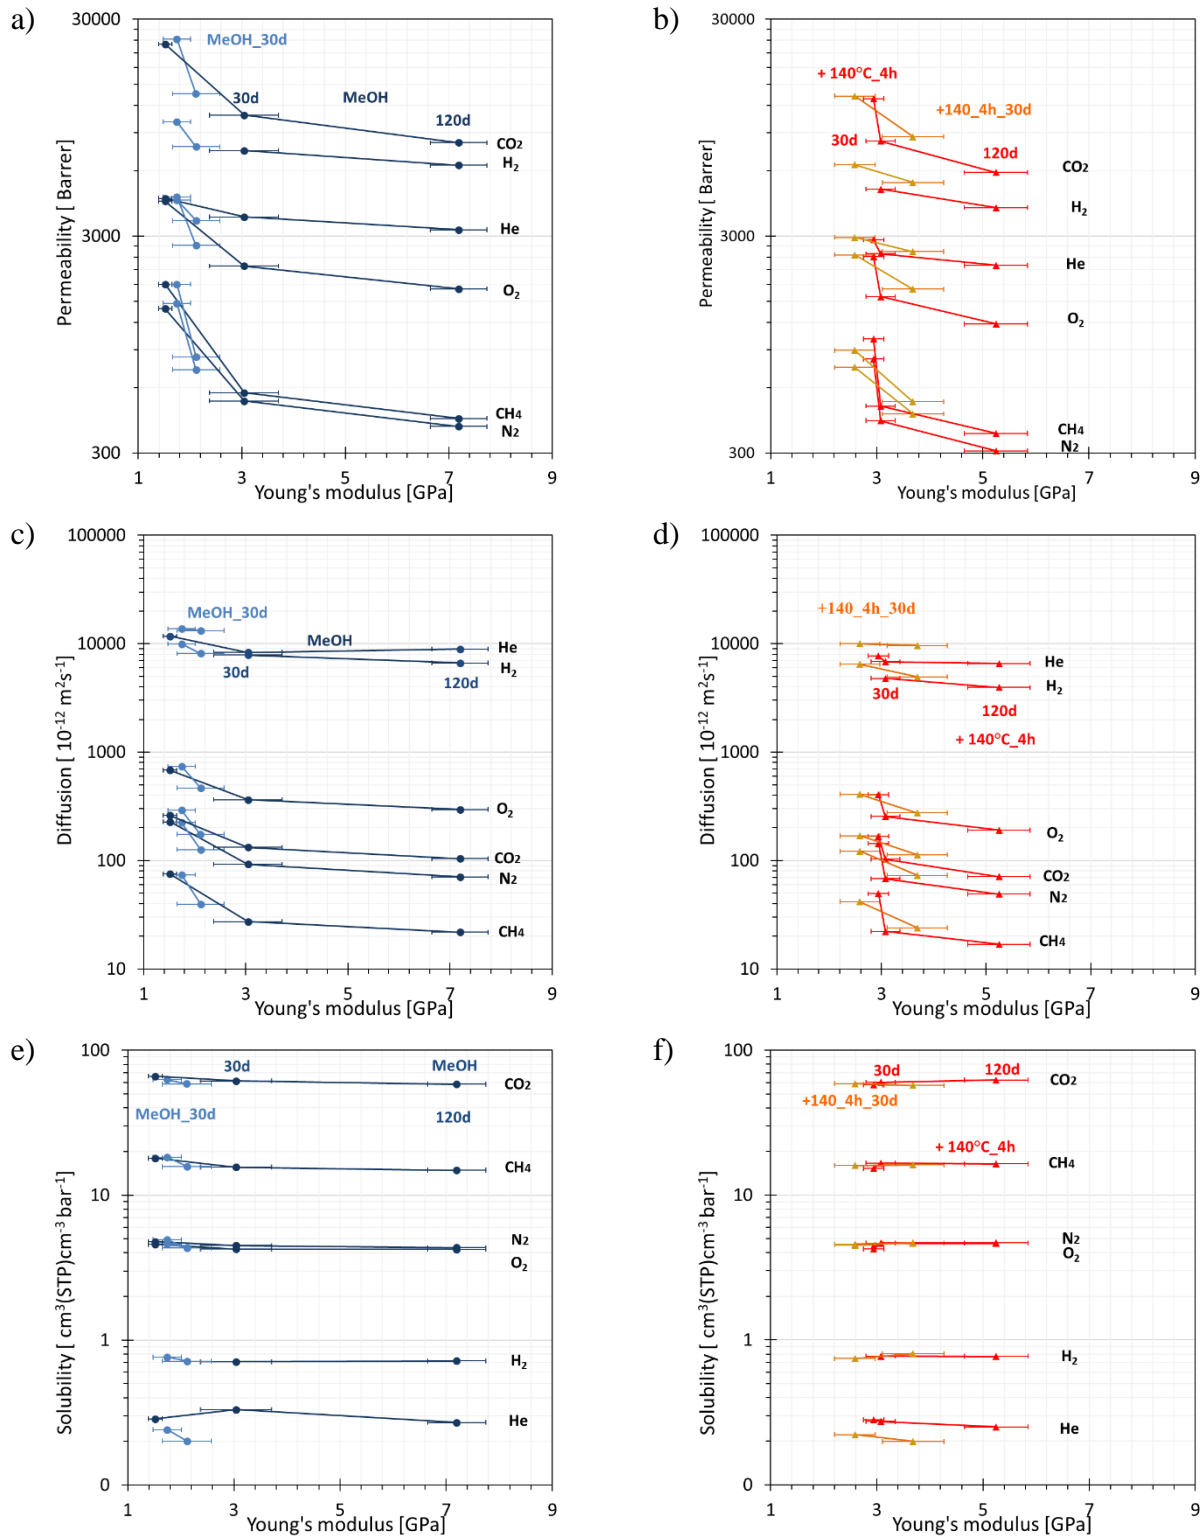 a)
30000
3000
300
Permeability [ Barrer]
MeOH_30d
30d
MeOH
120d
CO2
H2
He
O2
CH4
N2
1 3 5 7 9
Young's modulus [GPa]
b)
30000
3000
300
Permeability [ Barrer]
+ 140°C_4h
+140_4h_30d
30d
120d
CO2
H2
He
O2
CH4
N2
1 3 5 7 9
Young's modulus [GPa]
c)
100000
10000
1000
100
10
Diffusion [ 10-12 m2s-1]
MeOH_30d
MeOH
30d
120d
He
H2
O2
CO2
N2
CH4
1 3 5 7 9
Young's modulus [GPa]
d)
100000
10000
1000
100
10
Diffusion [ 10-12 m2s-1]
+140_4h_30d
30d
120d
+ 140°C_4h
He
H2
O2
CO2
N2
CH4
1 3 5 7 9
Young's modulus [GPa]
e)
100
10
1
0
Solubility [ cm3(STP)cm-3 bar-1]
30d
MeOH
CO2
MeOH_30d
120d
CH4
N2
O2
H2
He
1 3 5 7 9
Young's modulus [GPa]
f)
100
10
1
0
Solubility [ cm3(STP)cm-3 bar-1]
30d
120d
CO2
+140_4h_30d
+ 140°C_4h
CH4
N2
O2
H2
He
1 3 5 7 9
Young's modulus [GPa]